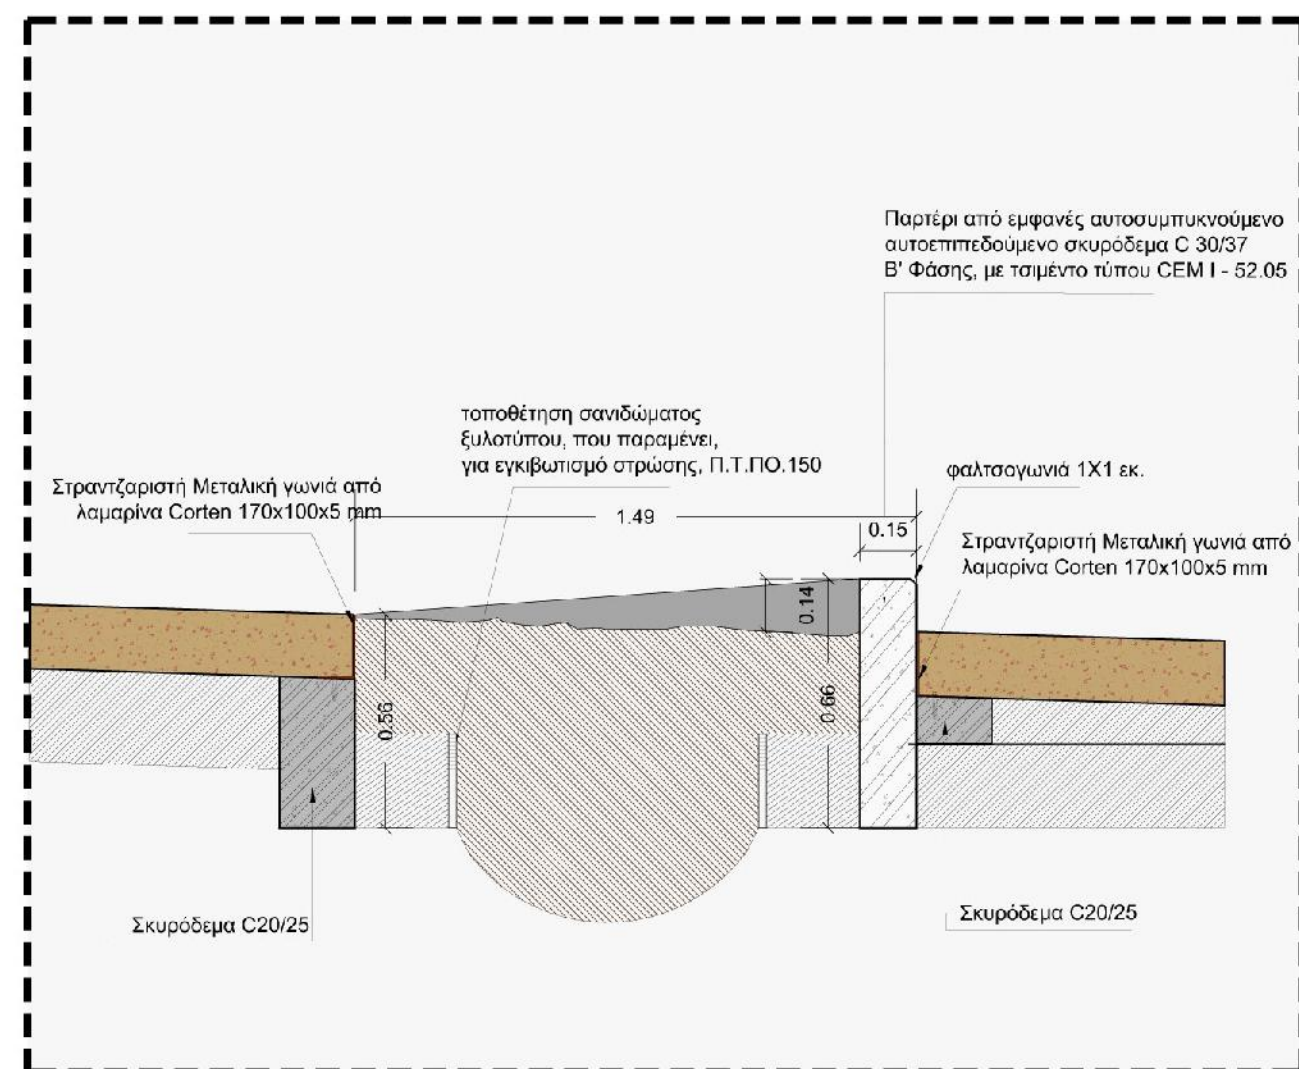 Παρτέρι από εμφανές αυτοσυμπυκνούμενο
αυτοεπιπεδούμενο σκυρόδεμα C 30/37
Β' Φάσης, με τσιμέντο τύπου CEM I - 52.05
τοποθέτηση σανιδώματος
ξυλοτύπου, που παραμένει,
για εγκιβωτισμό στρώσης, Π.Τ.ΠΟ.150
Στραντζαριστή Μεταλική γωνιά από
λαμαρίνα Corten 170x100x5 mm
φαλτσογωνιά 1Χ1 εκ.
1.49
0.15
Στραντζαριστή Μεταλική γωνιά από
λαμαρίνα Corten 170x100x5 mm
0.14
0.56
0.66
Σκυρόδεμα C20/25
Σκυρόδεμα C20/25